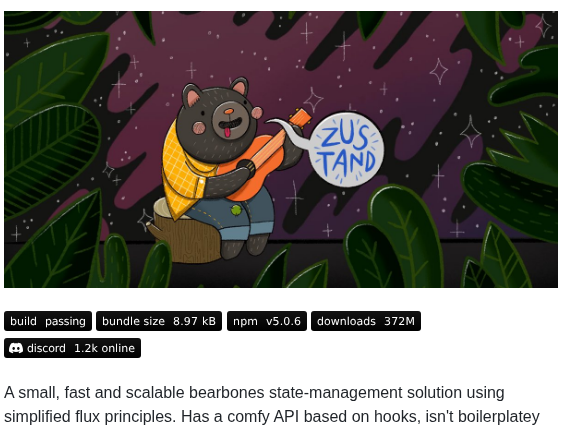 ZUS
TAND
build passing bundle size 8.97 kB npm v5.0.6 downloads 372M
discord 1.2k online
A small, fast and scalable bearbones state-management solution using
simplified flux principles. Has a comfy API based on hooks, isn't boilerplatey